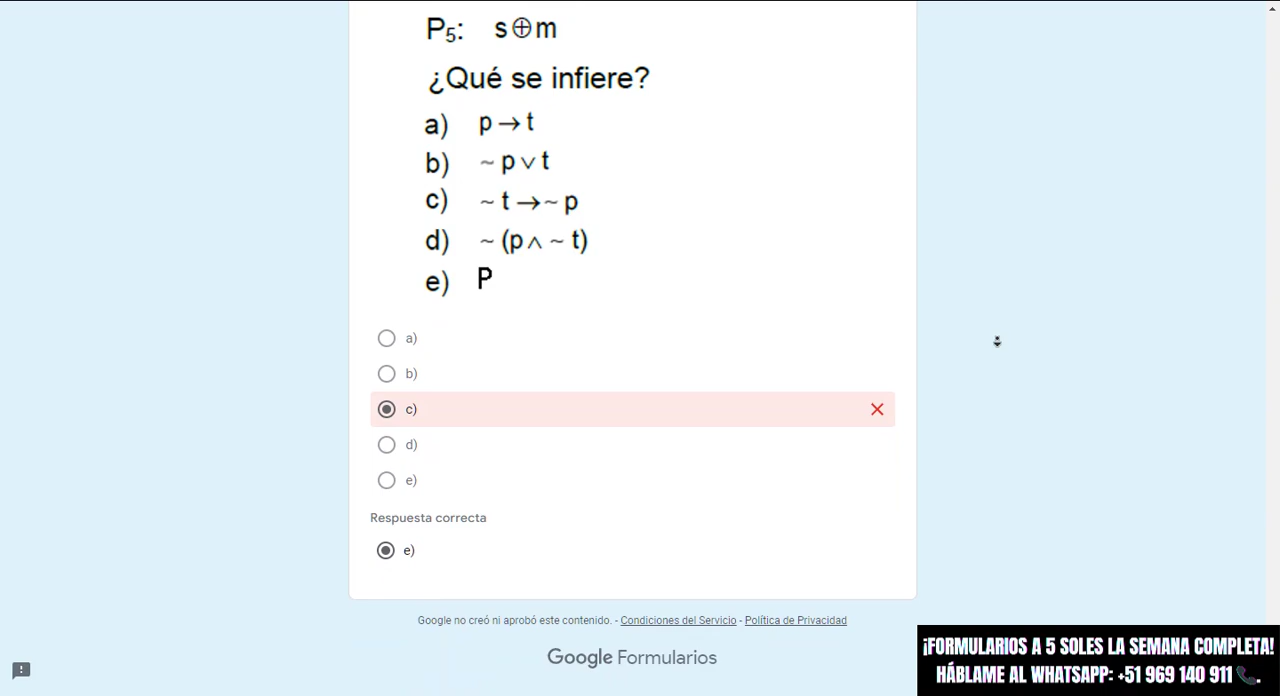 P5: s⊕m
¿Qué se infiere?
a) p → t
b) ~ p ∨ t
c) ~ t → ~ p
d) ~ (p ∧ ~ t)
e) P
a)
b)
c)
d)
e)
Respuesta correcta
e)
Google no creó ni aprobó este contenido. - Condiciones del Servicio - Política de Privacidad
Google Formularios
¡FORMULARIOS A 5 SOLES LA SEMANA COMPLETA!
HÁBLAME AL WHATSAPP: +51 969 140 911 📞.